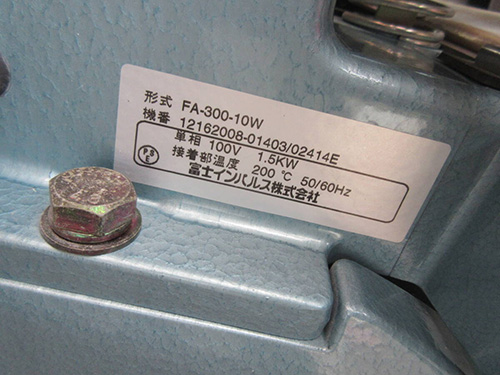 形式 FA-300-10W
機番 12162008-01403/02414E
単相 100V 1.5KW
接着部温度 200℃ 50/60Hz
富士インパルス株式会社